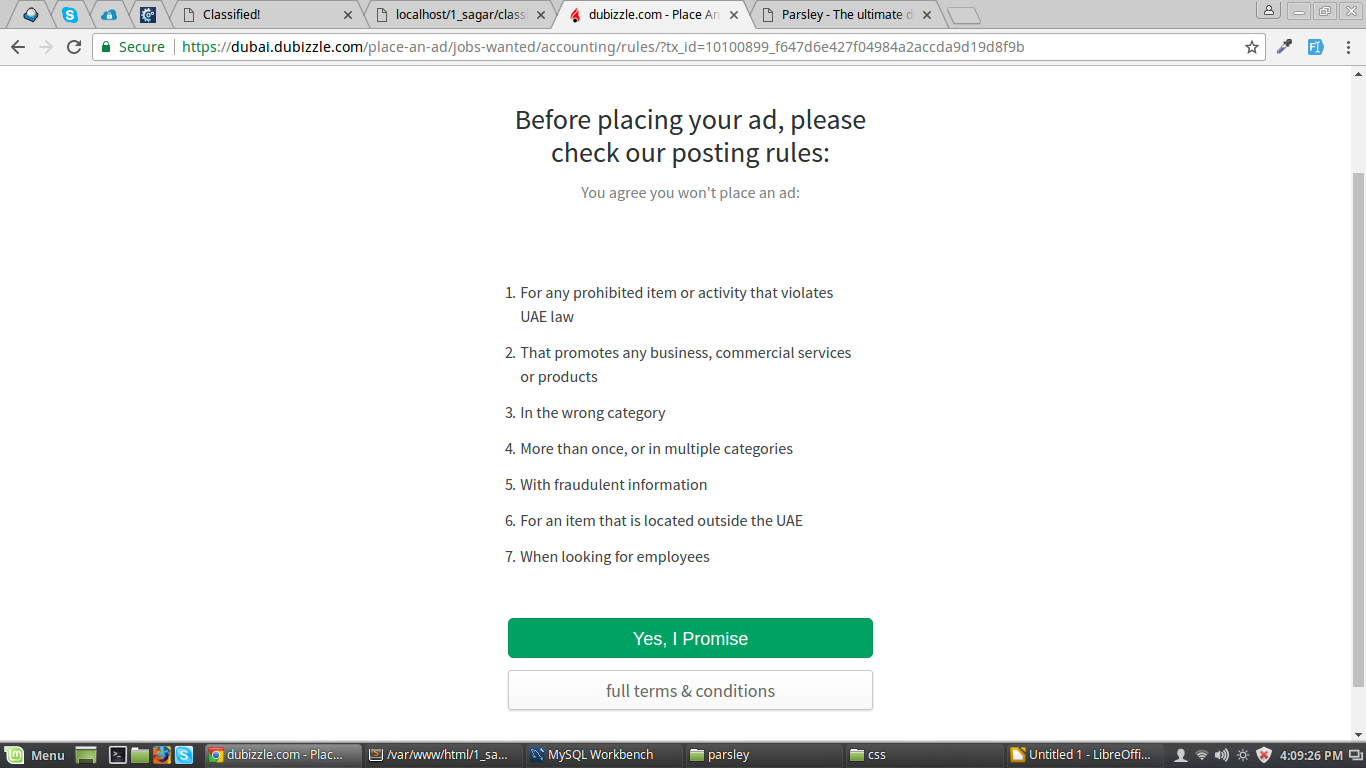 Classified!
localhost/1_sagar/class
dubizzle.com - Place An
Parsley - The ultimate d
Secure
https://dubai.dubizzle.com/place-an-ad/jobs-wanted/accounting/rules/?tx_id=10100899_f647d6e427f04984a2accda9d19d8f9b
Before placing your ad, please
check our posting rules:
You agree you won't place an ad:
1. For any prohibited item or activity that violates
UAE law
2. That promotes any business, commercial services
or products
3. In the wrong category
4. More than once, or in multiple categories
5. With fraudulent information
6. For an item that is located outside the UAE
7. When looking for employees
Yes, I Promise
full terms & conditions
Menu
dubizzle.com - Plac...
/var/www/html/1_sa...
MySQL Workbench
parsley
css
Untitled 1 - LibreOffi...
4:09:26 PM